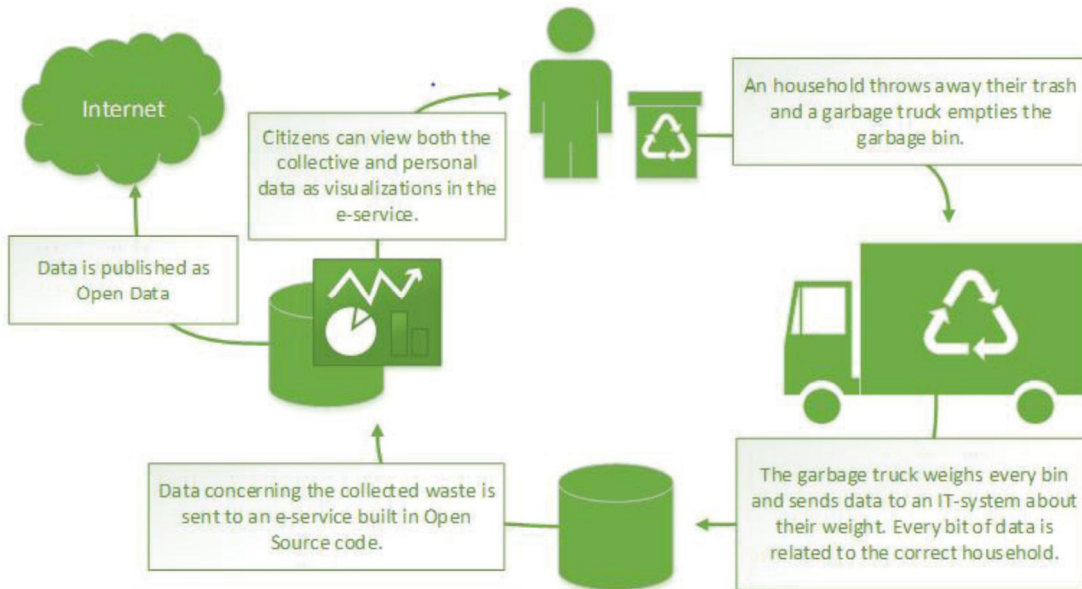 Internet
Citizens can view both the
collective and personal
data as visualizations in the
e-service.
An household throws away their trash
and a garbage truck empties the
garbage bin.
Data is published as
Open Data
Data concerning the collected waste is
sent to an e-service built in Open
Source code.
The garbage truck weighs every bin
and sends data to an IT-system about
their weight. Every bit of data is
related to the correct household.